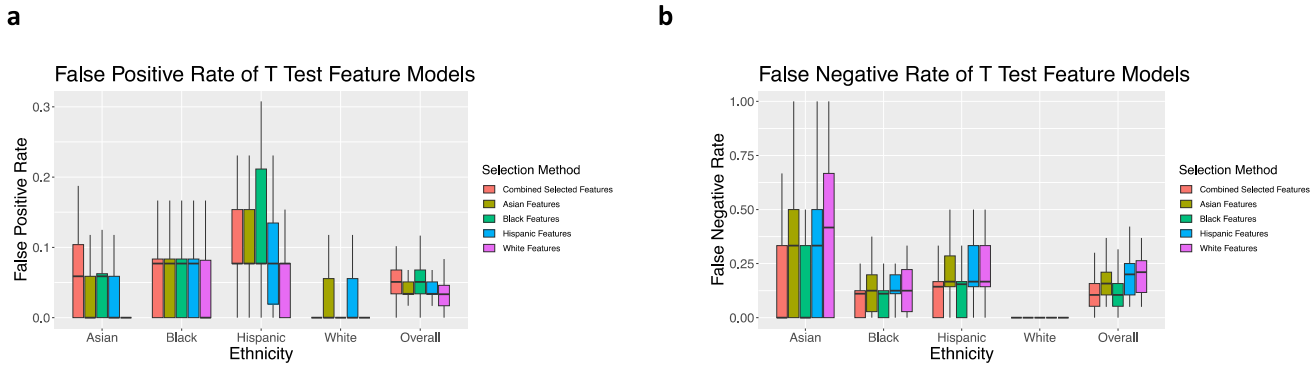 a
False Positive Rate of T Test Feature Models
False Positive Rate
0.3
0.2
0.1
0.0
Asian
Black
Hispanic
White
Overall
Ethnicity
Selection Method
Combined Selected Features
Asian Features
Black Features
Hispanic Features
White Features
b
False Negative Rate of T Test Feature Models
False Negative Rate
1.00
0.75
0.50
0.25
0.00
Asian
Black
Hispanic
White
Overall
Ethnicity
Selection Method
Combined Selected Features
Asian Features
Black Features
Hispanic Features
White Features